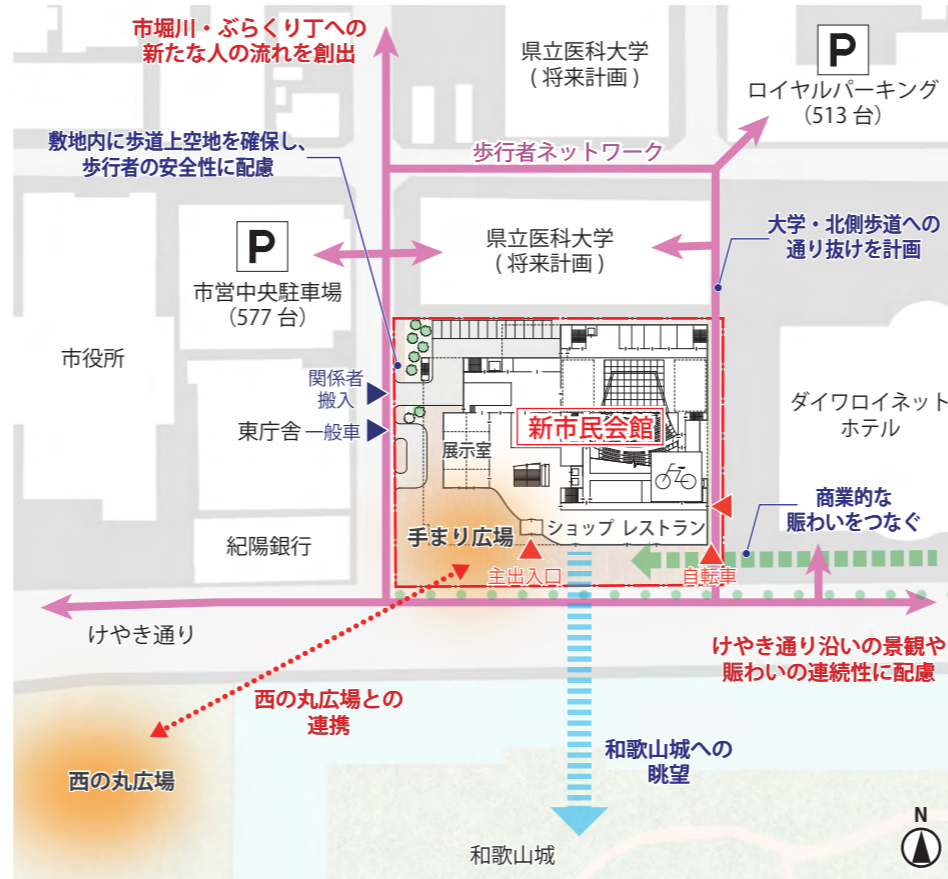 市堀川・ぶらくり丁への
新たな人の流れを創出
県立医科大学
(将来計画)
P
ロイヤルパーキング
(513 台)
敷地内に歩道上空地を確保し、
歩行者の安全性に配慮
歩行者ネットワーク
P
市営中央駐車場
(577 台)
県立医科大学
(将来計画)
大学・北側歩道への
通り抜けを計画
市役所
関係者
搬入
東庁舎
一般車
展示室
新市民会館
ダイワロイネット
ホテル
商業的な
賑わいをつなぐ
紀陽銀行
手まり広場
ショップ
レストラン
主出入口
自転車
けやき通り
けやき通り沿いの景観や
賑わいの連続性に配慮
西の丸広場との
連携
西の丸広場
和歌山城への
眺望
和歌山城
N